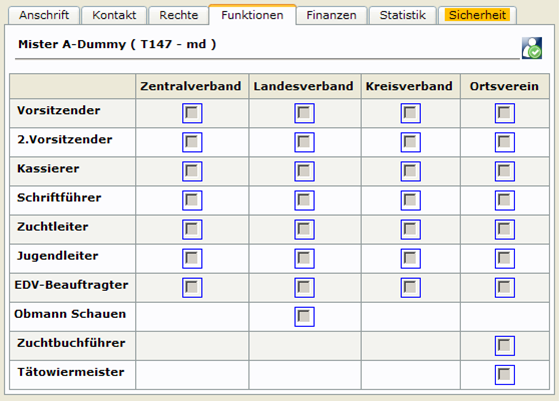 Anschrift Kontakt Rechte Funktionen Finanzen Statistik Sicherheit
Mister A-Dummy ( T147 - md )
Zentralverband Landesverband Kreisverband Ortsverein
Vorsitzender
2.Vorsitzender
Kassierer
Schriftführer
Zuchtleiter
Jugendleiter
EDV-Beauftragter
Obmann Schauen
Zuchtbuchführer
Tätowiermeister